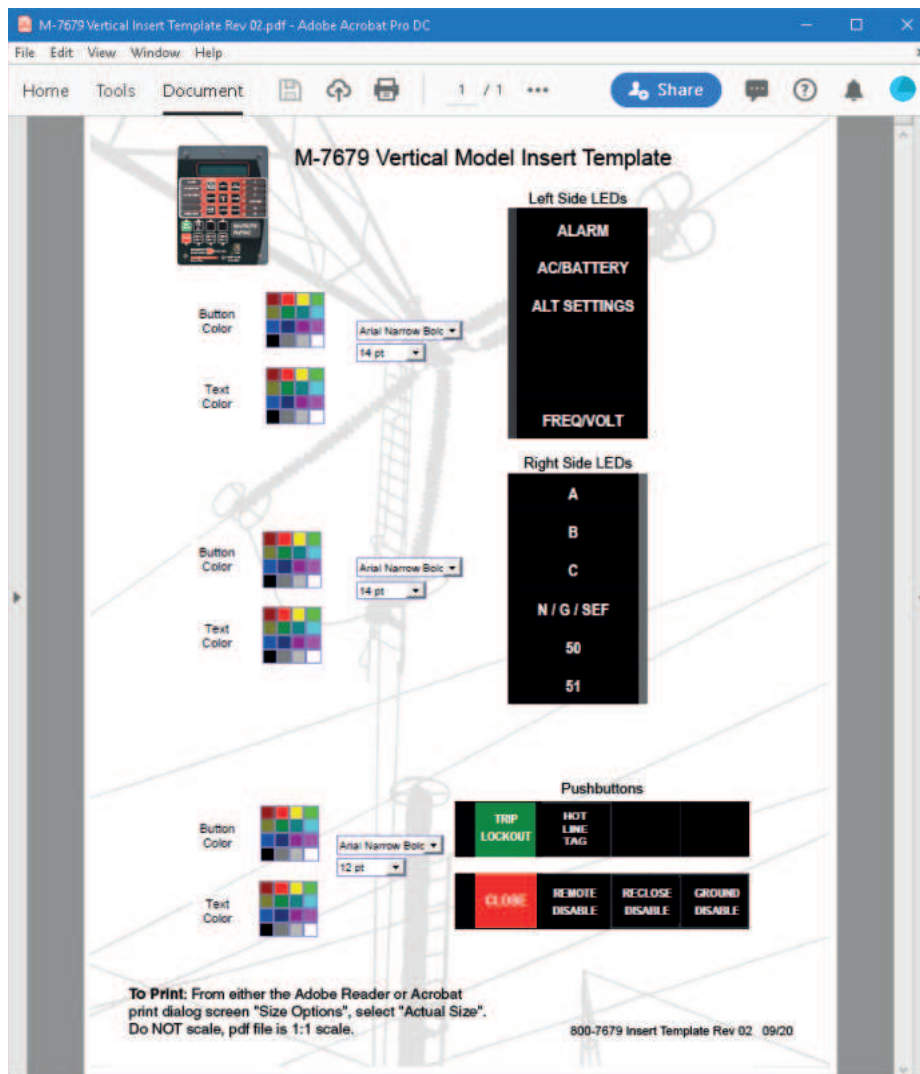 M-7679 Vertical Insert Template Rev 02.pdf - Adobe Acrobat Pro DC
File Edit View Window Help
Home Tools Document 1 / 1 ••• Share
M-7679 Vertical Model Insert Template
Left Side LEDs
ALARM
AC/BATTERY
ALT SETTINGS
FREQ/VOLT
Button
Color
Arial Narrow Bolc
14 pt
Text
Color
Right Side LEDs
A
B
C
N / G / SEF
50
51
Button
Color
Arial Narrow Bolc
14 pt
Text
Color
Pushbuttons
TRIP
LOCKOUT
HOT
LINE
TAG
CLOSE
REMOTE
DISABLE
RECLOSE
DISABLE
GROUND
DISABLE
Button
Color
Arial Narrow Bolc
12 pt
Text
Color
To Print: From either the Adobe Reader or Acrobat
print dialog screen "Size Options", select "Actual Size".
Do NOT scale, pdf file is 1:1 scale.
800-7679 Insert Template Rev 02 09/20